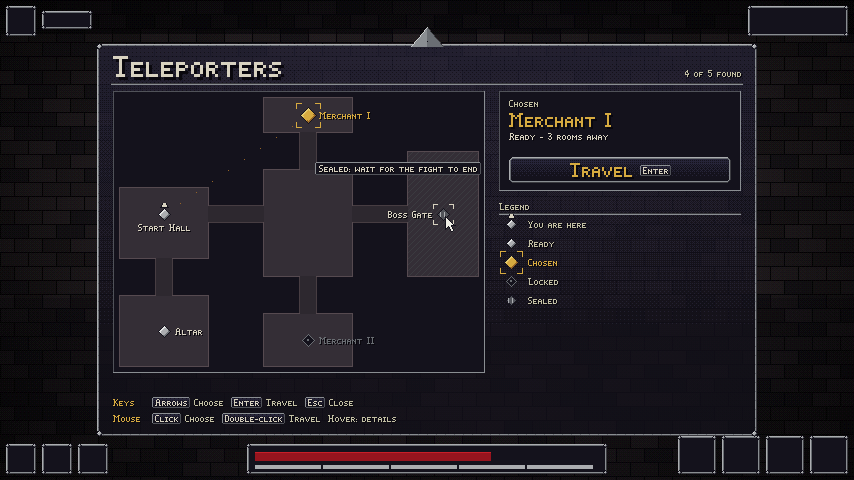 Teleporters
4 of 5 found
Merchant I
Sealed: wait for the fight to end
Boss Gate
Start Hall
Altar
Merchant II
Chosen
Merchant I
Ready - 3 rooms away
Travel Enter
Legend
You are here
Ready
Chosen
Locked
Sealed
Keys Arrows Choose Enter Travel Esc Close
Mouse Click Choose Double-click Travel Hover: details